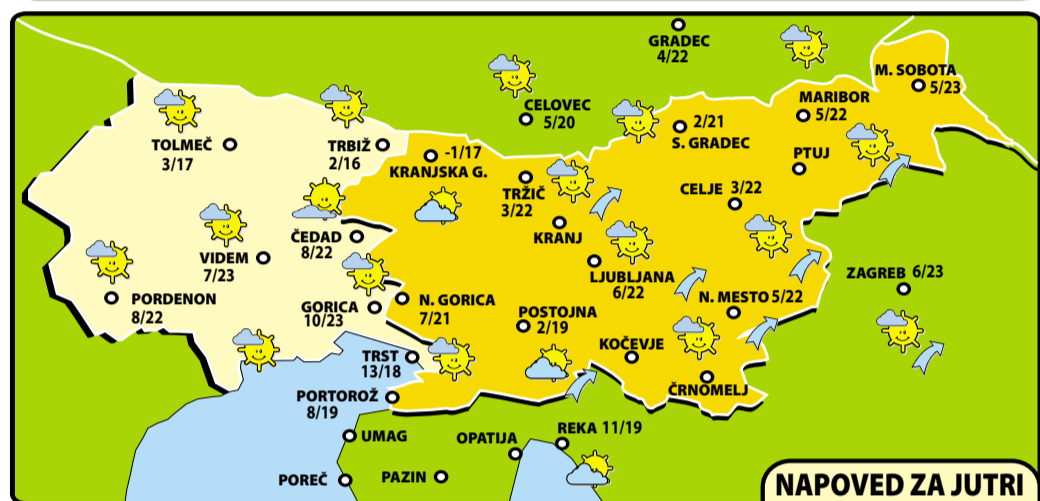 GRADEC
4/22
M. SOBOTA
5/23
CELOVEC
5/20
MARIBOR
5/22
2/21
S. GRADEC
TOLMEČ
3/17
TRBIŽ
2/16
-1/17
KRANJSKA G.
PTUJ
TRŽIČ
3/22
CELJE 3/22
KRANJ
ČEDAD
8/22
VIDEM
7/23
LJUBLJANA
6/22
ZAGREB 6/23
PORDENON
8/22
GORICA
10/23
N. GORICA
7/21
N. MESTO 5/22
POSTOJNA
2/19
KOČEVJE
TRST
13/18
ČRNOMELJ
PORTOROŽ
8/19
UMAG
OPATIJA
REKA 11/19
POREČ
PAZIN
NAPOVED ZA JUTRI